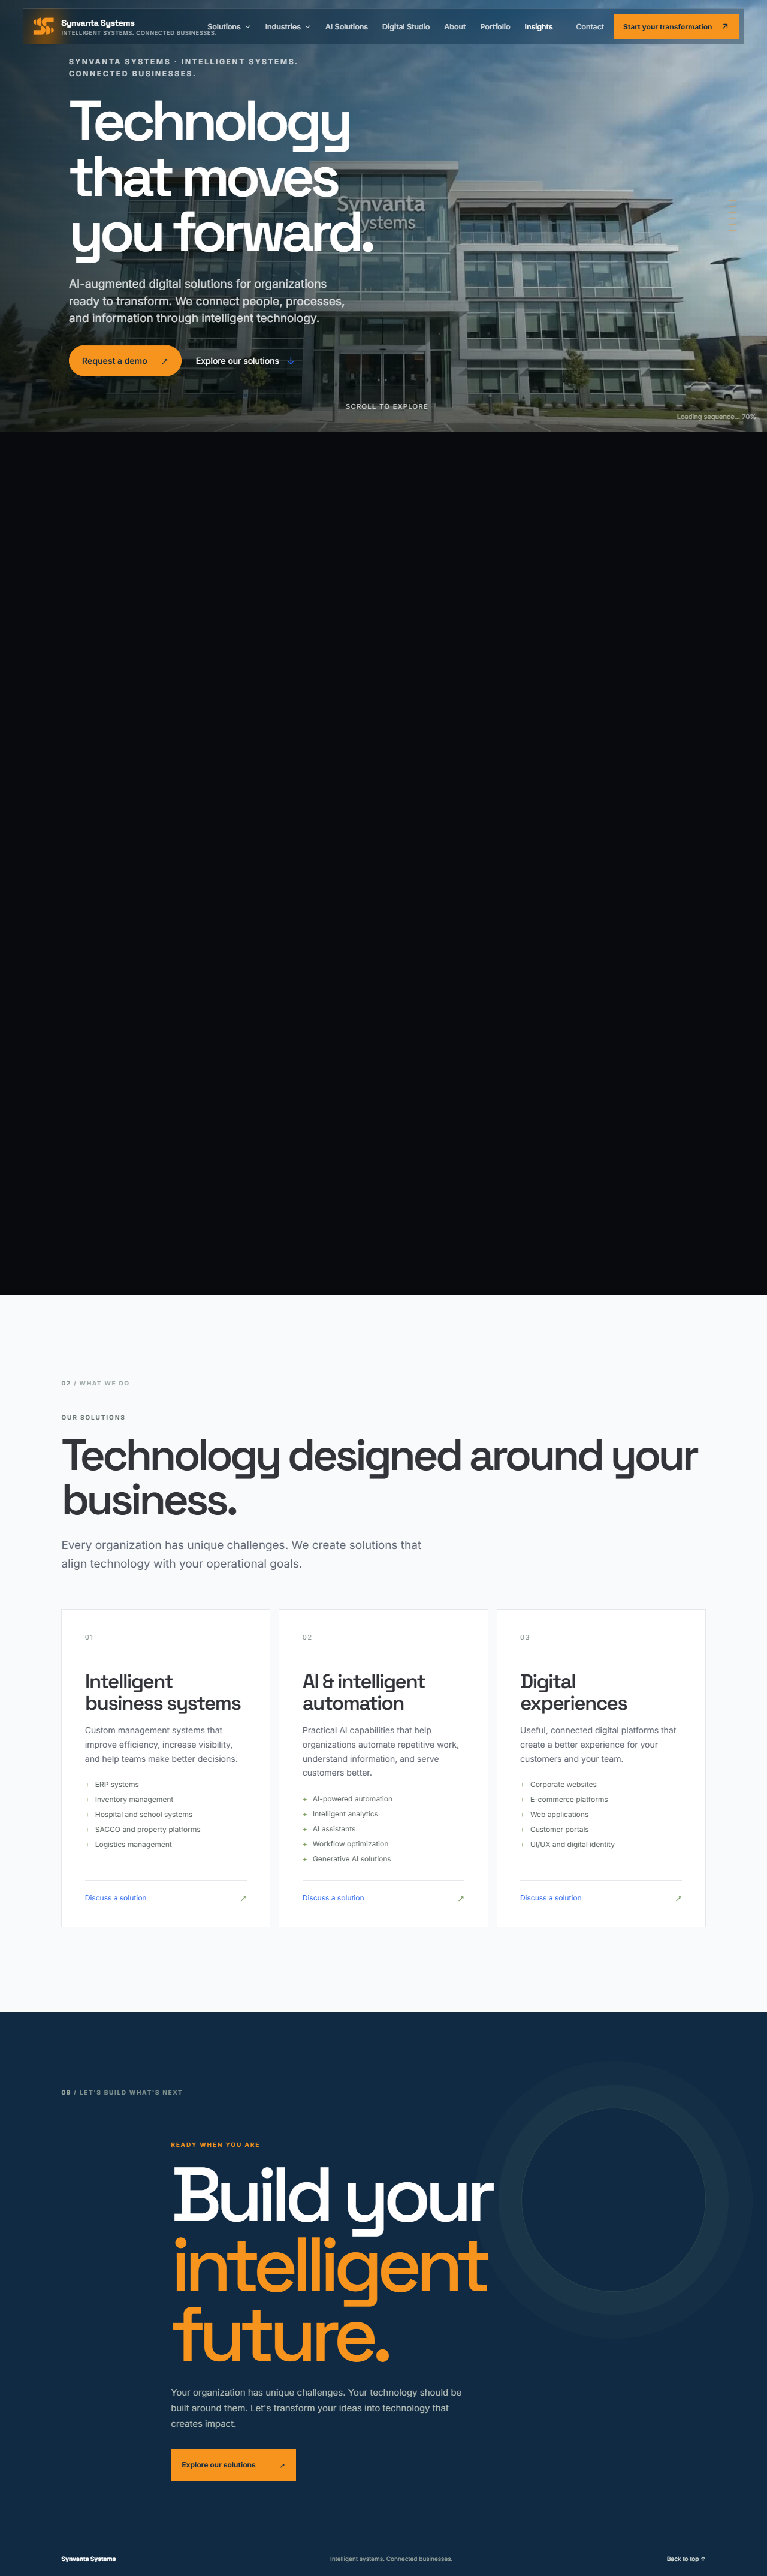 Synvanta Systems
INTELLIGENT SYSTEMS. CONNECTED BUSINESSES.
Solutions
Industries
AI Solutions
Digital Studio
About
Portfolio
Insights
Contact
Start your transformation ↗
SYNVANTA SYSTEMS · INTELLIGENT SYSTEMS.
CONNECTED BUSINESSES.
Technology
that moves
you forward.
Synvanta
Systems
AI-augmented digital solutions for organizations
ready to transform. We connect people, processes,
and information through intelligent technology.
Request a demo ↗
Explore our solutions ↓
SCROLL TO EXPLORE
Loading sequence... 70%
02 / WHAT WE DO
OUR SOLUTIONS
Technology designed around your
business.
Every organization has unique challenges. We create solutions that
align technology with your operational goals.
01
Intelligent
business systems
Custom management systems that
improve efficiency, increase visibility,
and help teams make better decisions.
+ ERP systems
+ Inventory management
+ Hospital and school systems
+ SACCO and property platforms
+ Logistics management
Discuss a solution ↗
02
AI & intelligent
automation
Practical AI capabilities that help
organizations automate repetitive work,
understand information, and serve
customers better.
+ AI-powered automation
+ Intelligent analytics
+ AI assistants
+ Workflow optimization
+ Generative AI solutions
Discuss a solution ↗
03
Digital
experiences
Useful, connected digital platforms that
create a better experience for your
customers and your team.
+ Corporate websites
+ E-commerce platforms
+ Web applications
+ Customer portals
+ UI/UX and digital identity
Discuss a solution ↗
09 / LET'S BUILD WHAT'S NEXT
READY WHEN YOU ARE
Build your
intelligent
future.
Your organization has unique challenges. Your technology should be
built around them. Let's transform your ideas into technology that
creates impact.
Explore our solutions ↗
Synvanta Systems
Intelligent systems. Connected businesses.
Back to top ↑